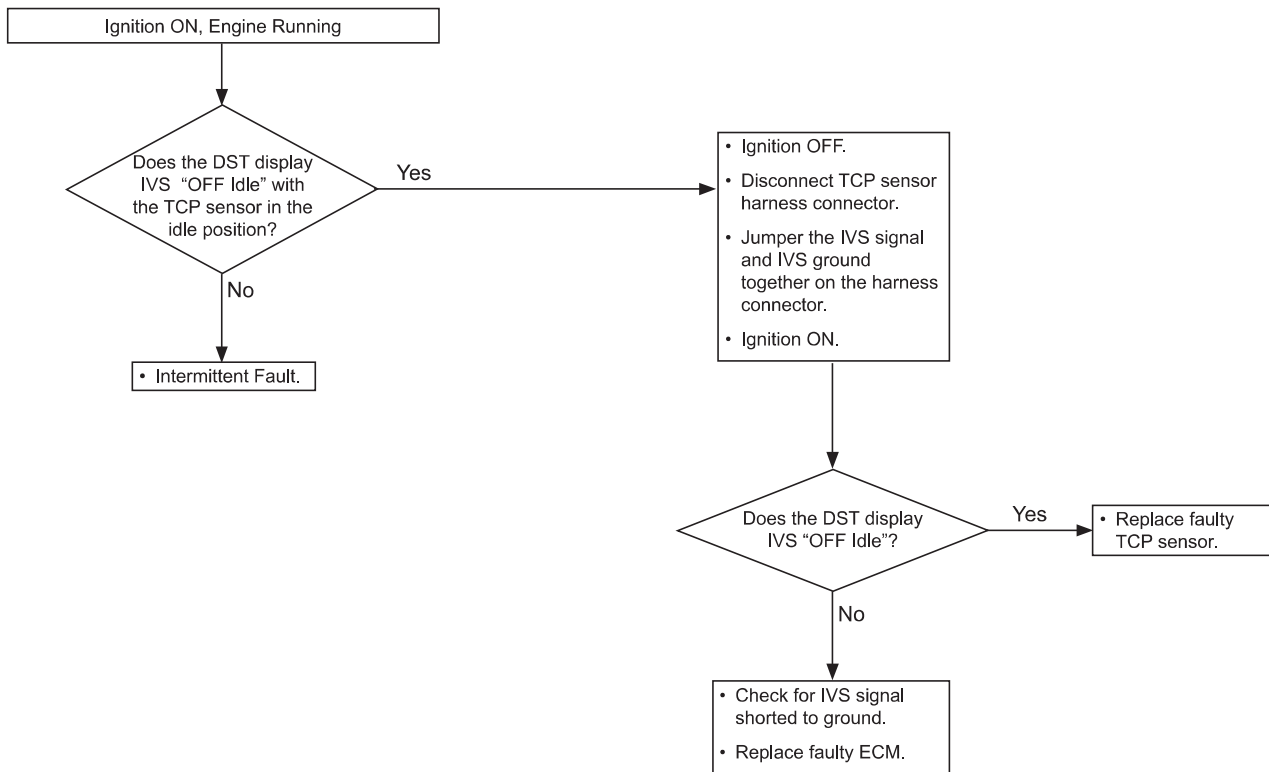 Ignition ON, Engine Running
Does the DST display
IVS “OFF Idle” with
the TCP sensor in the
idle position?
Yes
No
• Intermittent Fault.
• Ignition OFF.
• Disconnect TCP sensor
harness connector.
• Jumper the IVS signal
and IVS ground
together on the harness
connector.
• Ignition ON.
Does the DST display
IVS “OFF Idle”?
Yes
• Replace faulty
TCP sensor.
No
• Check for IVS signal
shorted to ground.
• Replace faulty ECM.